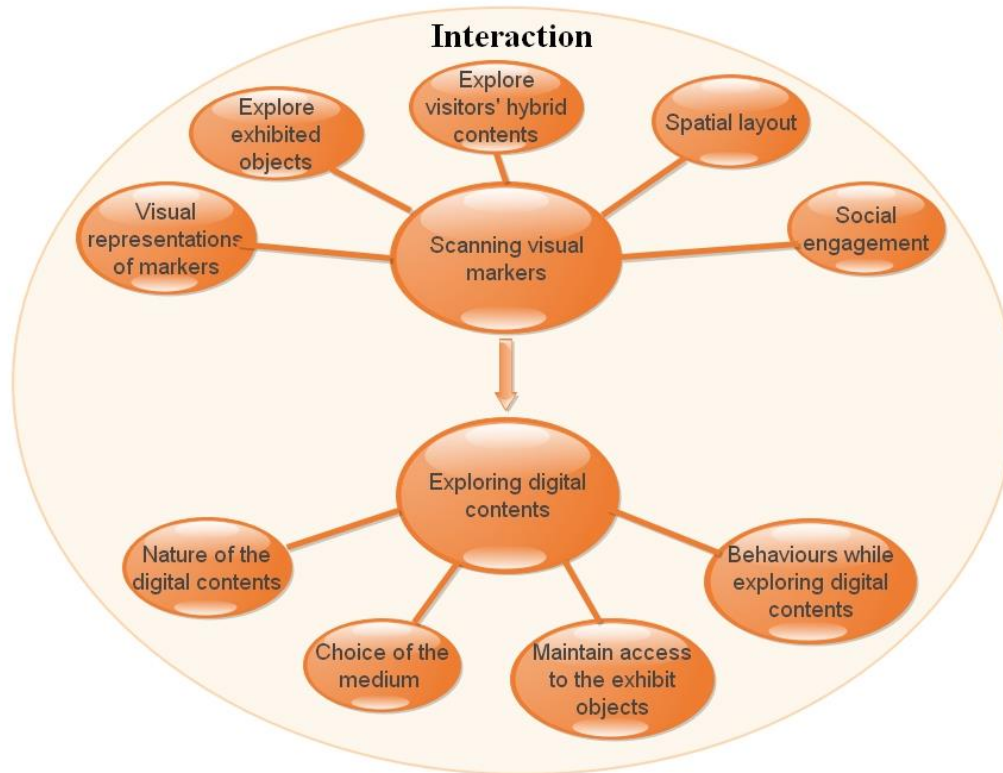 Interaction
Explore
exhibited
objects
Explore
visitors' hybrid
contents
Spatial layout
Visual
representations
of markers
Scanning visual
markers
Social
engagement
Exploring digital
contents
Nature of the
digital contents
Choice of the
medium
Maintain access
to the exhibit
objects
Behaviours while
exploring digital
contents